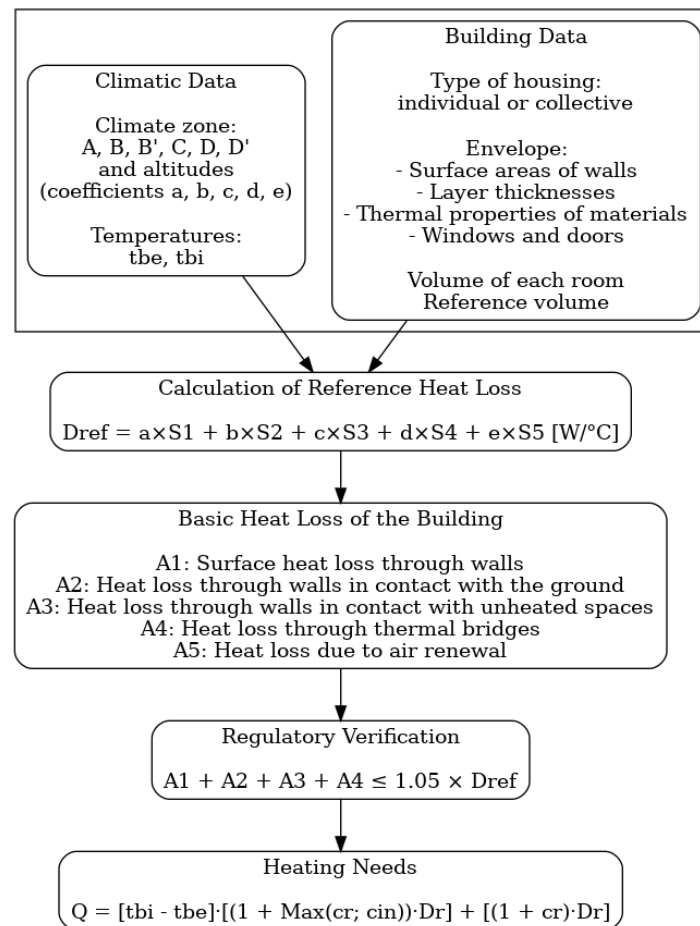 Climatic Data
Climate zone:
A, B, B', C, D, D'
and altitudes
(coefficients a, b, c, d, e)
Temperatures:
tbe, tbi
Building Data
Type of housing:
individual or collective
Envelope:
- Surface areas of walls
- Layer thicknesses
- Thermal properties of materials
- Windows and doors
Volume of each room
Reference volume
Calculation of Reference Heat Loss
Dref = a×S1 + b×S2 + c×S3 + d×S4 + e×S5 [W/°C]
Basic Heat Loss of the Building
A1: Surface heat loss through walls
A2: Heat loss through walls in contact with the ground
A3: Heat loss through walls in contact with unheated spaces
A4: Heat loss through thermal bridges
A5: Heat loss due to air renewal
Regulatory Verification
A1 + A2 + A3 + A4 ≤ 1.05 × Dref
Heating Needs
Q = [tbi - tbe]·[(1 + Max(cr; cin))·Dr] + [(1 + cr)·Dr]